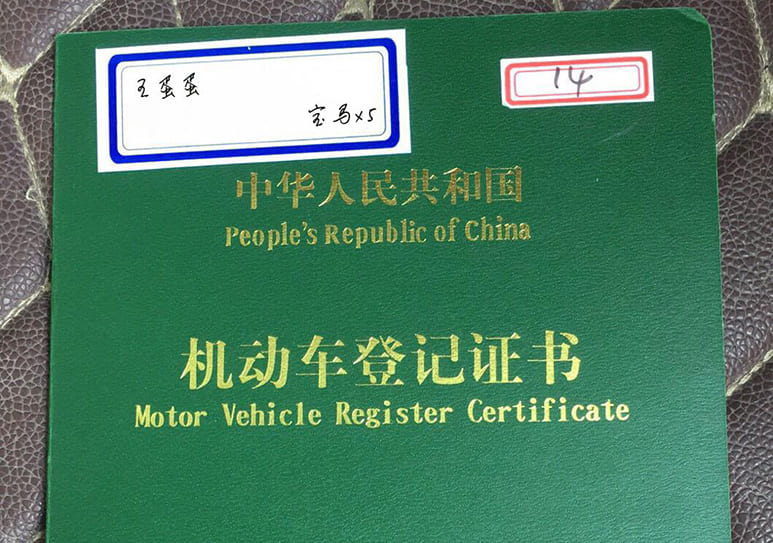 王蛋蛋
宝马x5
14
中华人民共和国
People's Republic of China
机动车登记证书
Motor Vehicle Register Certificate